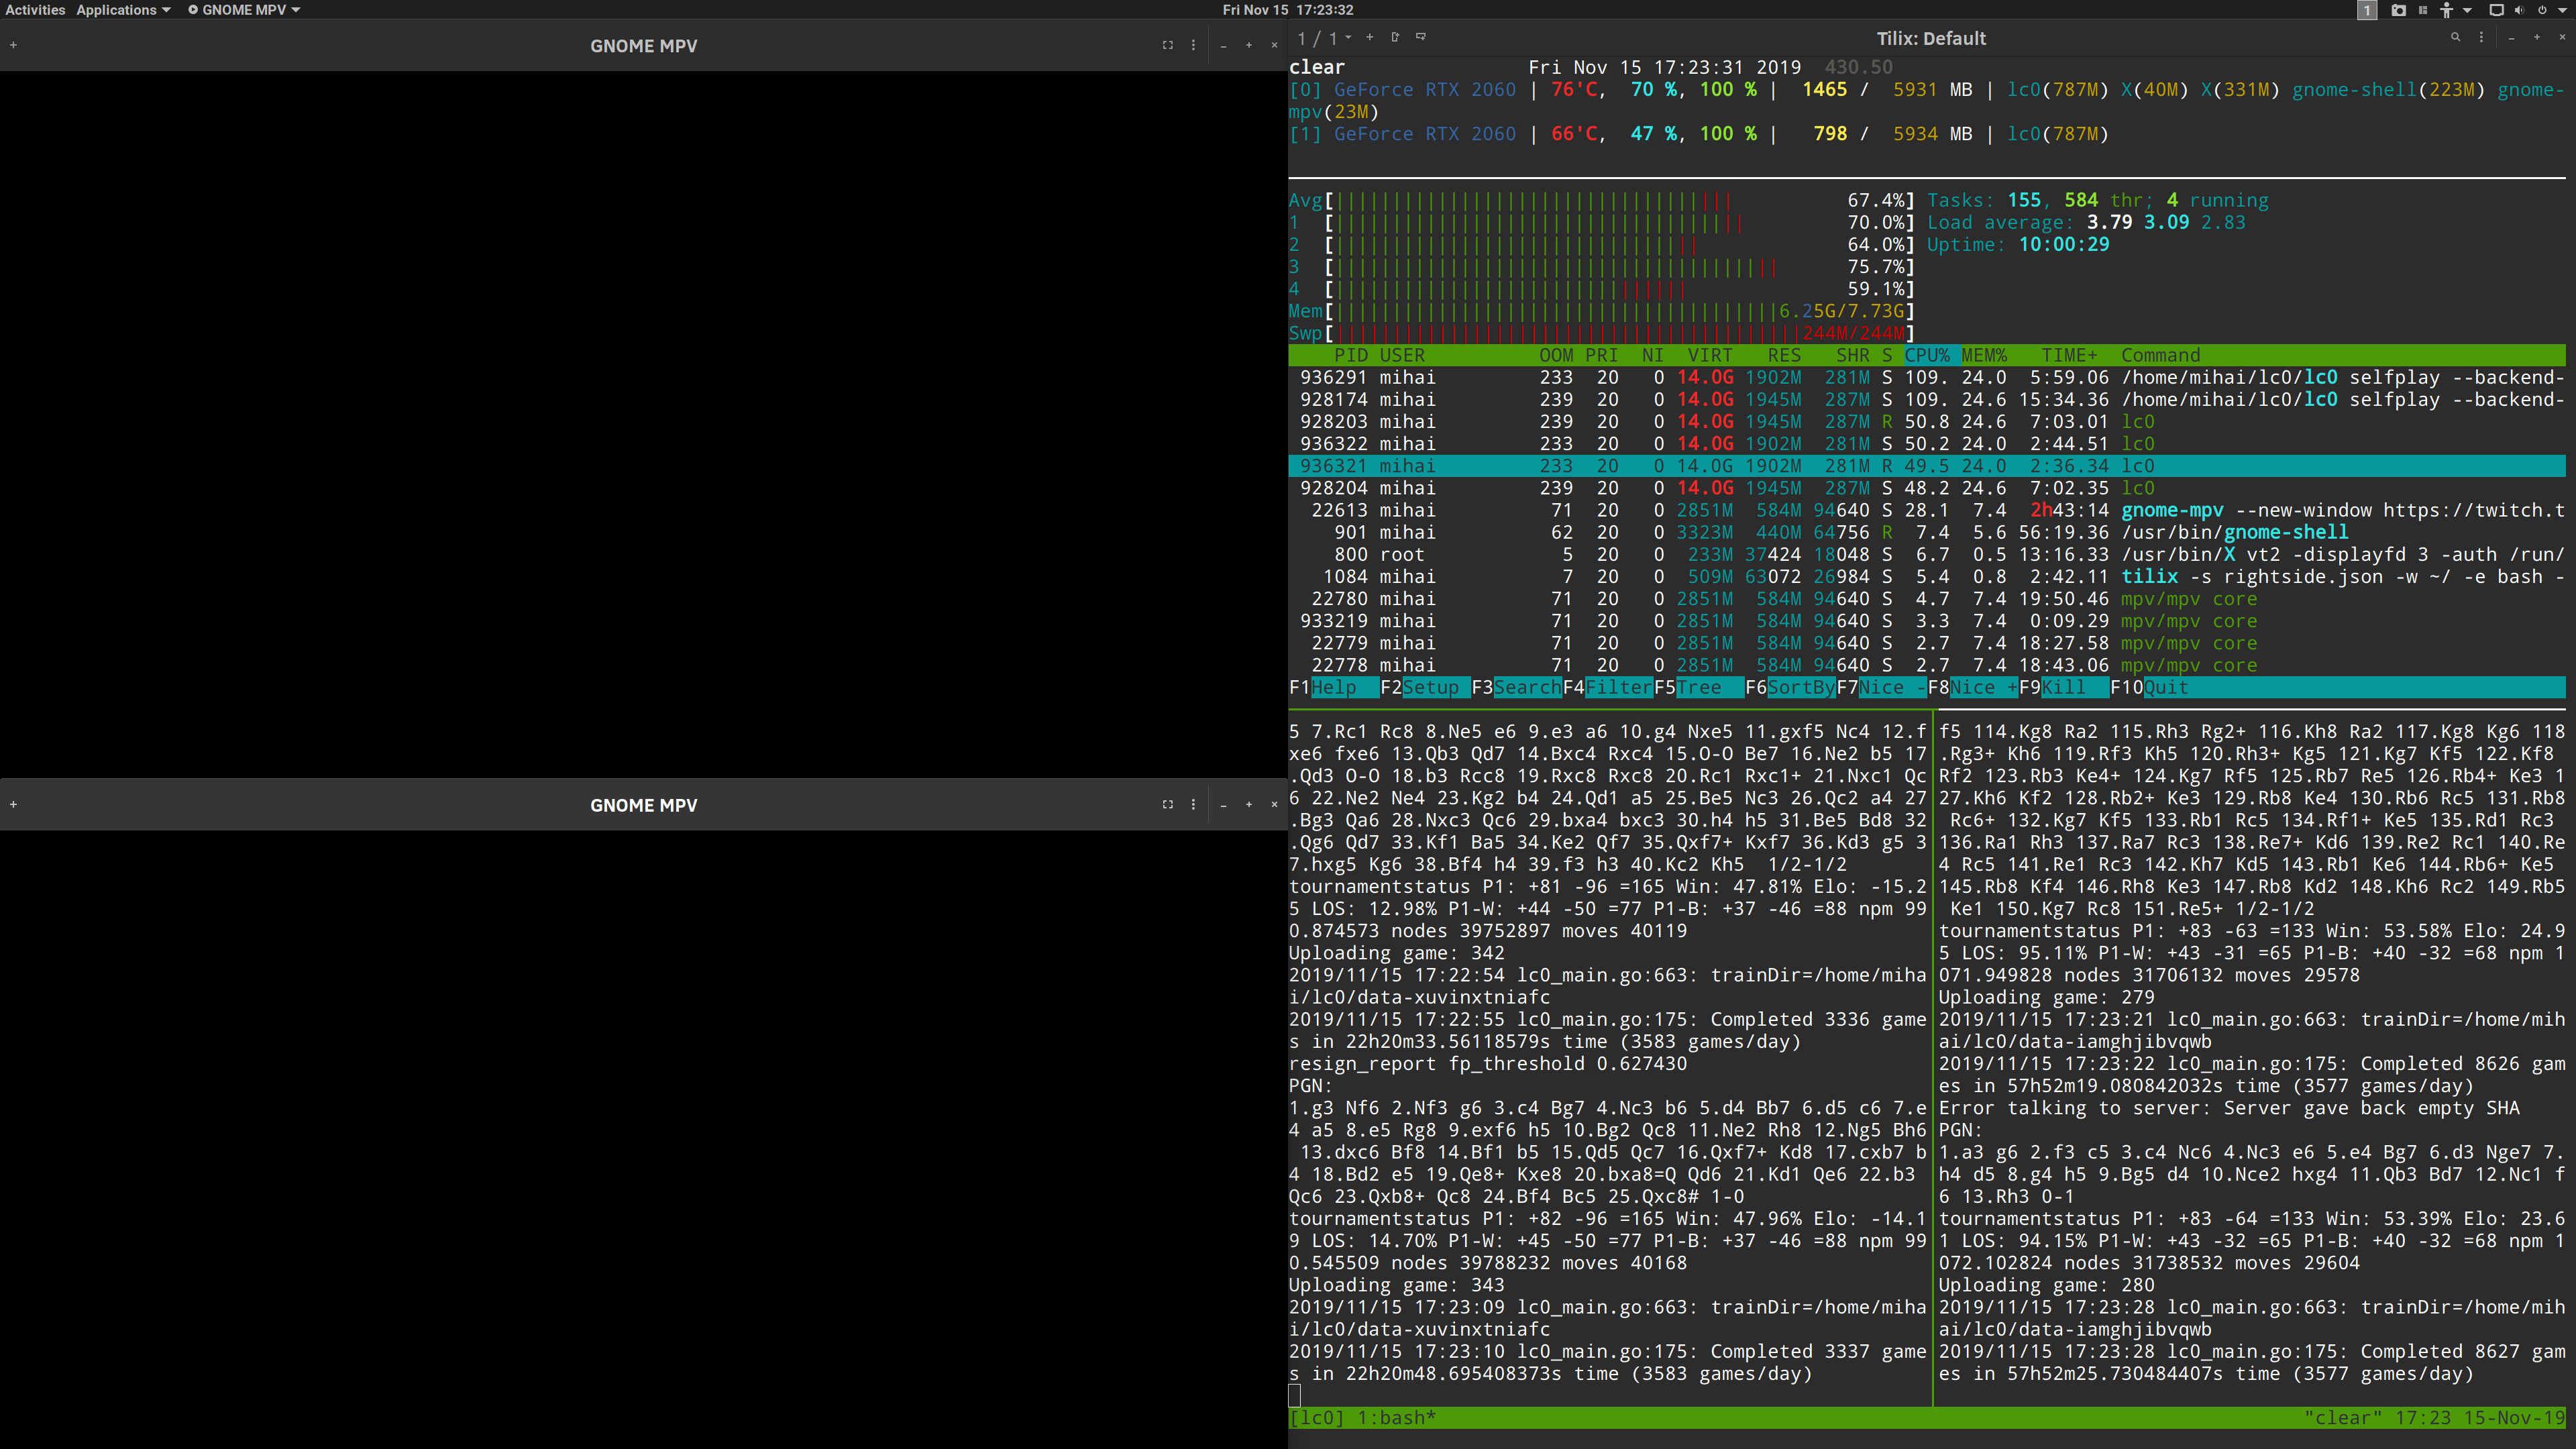 Activities Applications GNOME MPV Fri Nov 15 17:23:32 1
GNOME MPV
1 / 1 Tilix: Default
clear Fri Nov 15 17:23:31 2019 430.50
[0] GeForce RTX 2060 | 76'C, 70 %, 100 % | 1465 / 5931 MB | lc0(787M) X(40M) X(331M) gnome-shell(223M) gnome-
mpv(23M)
[1] GeForce RTX 2060 | 66'C, 47 %, 100 % | 798 / 5934 MB | lc0(787M)
Avg[ 67.4%] Tasks: 155, 584 thr; 4 running
1 [ 70.0%] Load average: 3.79 3.09 2.83
2 [ 64.0%] Uptime: 10:00:29
3 [ 75.7%]
4 [ 59.1%]
Mem[ 6.25G/7.73G]
Swp[ 244M/244M]
PID USER OOM PRI NI VIRT RES SHR S CPU% MEM% TIME+ Command
936291 mihai 233 20 0 14.0G 1902M 281M S 109. 24.0 5:59.06 /home/mihai/lc0/lc0 selfplay --backend-
928174 mihai 239 20 0 14.0G 1945M 287M S 109. 24.6 15:34.36 /home/mihai/lc0/lc0 selfplay --backend-
928203 mihai 239 20 0 14.0G 1945M 287M R 50.8 24.6 7:03.01 lc0
936322 mihai 233 20 0 14.0G 1902M 281M S 50.2 24.0 2:44.51 lc0
936321 mihai 233 20 0 14.0G 1902M 281M R 49.5 24.0 2:36.34 lc0
928204 mihai 239 20 0 14.0G 1945M 287M S 48.2 24.6 7:02.35 lc0
22613 mihai 71 20 0 2851M 584M 94640 S 28.1 7.4 2h43:14 gnome-mpv --new-window https://twitch.t
901 mihai 62 20 0 3323M 440M 64756 R 7.4 5.6 56:19.36 /usr/bin/gnome-shell
800 root 5 20 0 233M 37424 18048 S 6.7 0.5 13:16.33 /usr/bin/X vt2 -displayfd 3 -auth /run/
1084 mihai 7 20 0 509M 63072 26984 S 5.4 0.8 2:42.11 tilix -s rightside.json -w ~/ -e bash -
22780 mihai 71 20 0 2851M 584M 94640 S 4.7 7.4 19:50.46 mpv/mpv core
933219 mihai 71 20 0 2851M 584M 94640 S 3.3 7.4 0:09.29 mpv/mpv core
22779 mihai 71 20 0 2851M 584M 94640 S 2.7 7.4 18:27.58 mpv/mpv core
22778 mihai 71 20 0 2851M 584M 94640 S 2.7 7.4 18:43.06 mpv/mpv core
F1Help F2Setup F3SearchF4FilterF5Tree F6SortByF7Nice -F8Nice +F9Kill F10Quit
GNOME MPV
5 7.Rc1 Rc8 8.Ne5 e6 9.e3 a6 10.g4 Nxe5 11.gxf5 Nc4 12.f
xe6 fxe6 13.Qb3 Qd7 14.Bxc4 Rxc4 15.O-O Be7 16.Ne2 b5 17
.Qd3 O-O 18.b3 Rcc8 19.Rxc8 Rxc8 20.Rc1 Rxc1+ 21.Nxc1 Qc
6 22.Ne2 Ne4 23.Kg2 b4 24.Qd1 a5 25.Be5 Nc3 26.Qc2 a4 27
.Bg3 Qa6 28.Nxc3 Qc6 29.bxa4 bxc3 30.h4 h5 31.Be5 Bd8 32
.Qg6 Qd7 33.Kf1 Ba5 34.Ke2 Qf7 35.Qxf7+ Kxf7 36.Kd3 g5 3
7.hxg5 Kg6 38.Bf4 h4 39.f3 h3 40.Kc2 Kh5 1/2-1/2
tournamentstatus P1: +81 -96 =165 Win: 47.81% Elo: -15.2
5 LOS: 12.98% P1-W: +44 -50 =77 P1-B: +37 -46 =88 npm 99
0.874573 nodes 39752897 moves 40119
Uploading game: 342
2019/11/15 17:22:54 lc0_main.go:663: trainDir=/home/miha
i/lc0/data-xuvinxtniafc
2019/11/15 17:22:55 lc0_main.go:175: Completed 3336 game
s in 22h20m33.56118579s time (3583 games/day)
resign_report fp_threshold 0.627430
PGN:
1.g3 Nf6 2.Nf3 g6 3.c4 Bg7 4.Nc3 b6 5.d4 Bb7 6.d5 c6 7.e
4 a5 8.e5 Rg8 9.exf6 h5 10.Bg2 Qc8 11.Ne2 Rh8 12.Ng5 Bh6
13.dxc6 Bf8 14.Bf1 b5 15.Qd5 Qc7 16.Qxf7+ Kd8 17.cxb7 b
4 18.Bd2 e5 19.Qe8+ Kxe8 20.bxa8=Q Qd6 21.Kd1 Qe6 22.b3
Qc6 23.Qxb8+ Qc8 24.Bf4 Bc5 25.Qxc8# 1-0
tournamentstatus P1: +82 -96 =165 Win: 47.96% Elo: -14.1
9 LOS: 14.70% P1-W: +45 -50 =77 P1-B: +37 -46 =88 npm 99
0.545509 nodes 39788232 moves 40168
Uploading game: 343
2019/11/15 17:23:09 lc0_main.go:663: trainDir=/home/miha
i/lc0/data-xuvinxtniafc
2019/11/15 17:23:10 lc0_main.go:175: Completed 3337 game
s in 22h20m48.695408373s time (3583 games/day)
f5 114.Kg8 Ra2 115.Rh3 Rg2+ 116.Kh8 Ra2 117.Kg8 Kg6 118
.Rg3+ Kh6 119.Rf3 Kh5 120.Rh3+ Kg5 121.Kg7 Kf5 122.Kf8
Rf2 123.Rb3 Ke4+ 124.Kg7 Rf5 125.Rb7 Re5 126.Rb4+ Ke3 1
27.Kh6 Kf2 128.Rb2+ Ke3 129.Rb8 Ke4 130.Rb6 Rc5 131.Rb8
Rc6+ 132.Kg7 Kf5 133.Rb1 Rc5 134.Rf1+ Ke5 135.Rd1 Rc3
136.Ra1 Rh3 137.Ra7 Rc3 138.Re7+ Kd6 139.Re2 Rc1 140.Re
4 Rc5 141.Re1 Rc3 142.Kh7 Kd5 143.Rb1 Ke6 144.Rb6+ Ke5
145.Rb8 Kf4 146.Rh8 Ke3 147.Rb8 Kd2 148.Kh6 Rc2 149.Rb5
Ke1 150.Kg7 Rc8 151.Re5+ 1/2-1/2
tournamentstatus P1: +83 -63 =133 Win: 53.58% Elo: 24.9
5 LOS: 95.11% P1-W: +43 -31 =65 P1-B: +40 -32 =68 npm 1
071.949828 nodes 31706132 moves 29578
Uploading game: 279
2019/11/15 17:23:21 lc0_main.go:663: trainDir=/home/mih
ai/lc0/data-iamghjibvqwb
2019/11/15 17:23:22 lc0_main.go:175: Completed 8626 gam
es in 57h52m19.080842032s time (3577 games/day)
Error talking to server: Server gave back empty SHA
PGN:
1.a3 g6 2.f3 c5 3.c4 Nc6 4.Nc3 e6 5.e4 Bg7 6.d3 Nge7 7.
h4 d5 8.g4 h5 9.Bg5 d4 10.Nce2 hxg4 11.Qb3 Bd7 12.Nc1 f
6 13.Rh3 0-1
tournamentstatus P1: +83 -64 =133 Win: 53.39% Elo: 23.6
1 LOS: 94.15% P1-W: +43 -32 =65 P1-B: +40 -32 =68 npm 1
072.102824 nodes 31738532 moves 29604
Uploading game: 280
2019/11/15 17:23:28 lc0_main.go:663: trainDir=/home/mih
ai/lc0/data-iamghjibvqwb
2019/11/15 17:23:28 lc0_main.go:175: Completed 8627 gam
es in 57h52m25.730484407s time (3577 games/day)
[lc0] 1:bash* "clear" 17:23 15-Nov-19